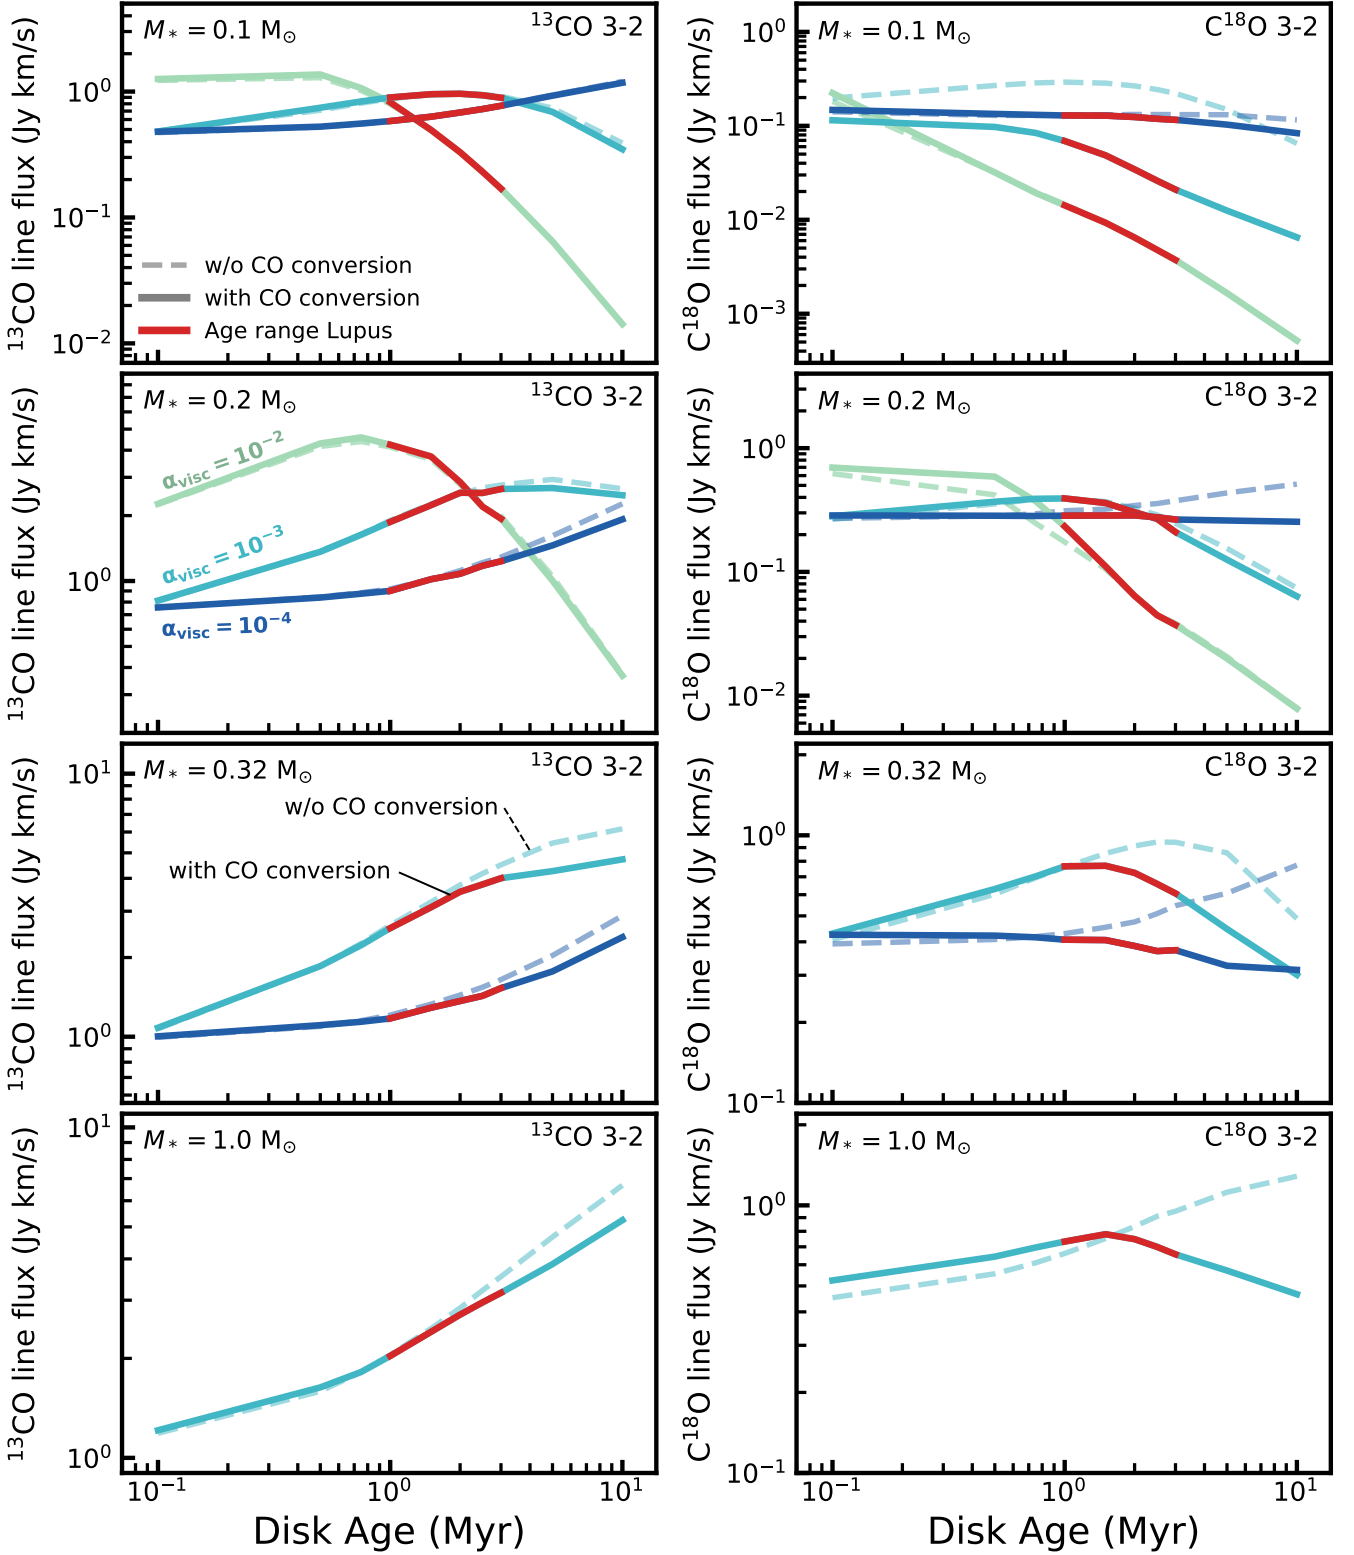 M* = 0.1 M⊙
¹³CO 3-2
¹³CO line flux (Jy km/s)
10⁰
10⁻¹
10⁻²
w/o CO conversion
with CO conversion
Age range Lupus
M* = 0.1 M⊙
C¹⁸O 3-2
C¹⁸O line flux (Jy km/s)
10⁰
10⁻¹
10⁻²
10⁻³
M* = 0.2 M⊙
¹³CO 3-2
¹³CO line flux (Jy km/s)
10⁰
α_visc = 10⁻²
α_visc = 10⁻³
α_visc = 10⁻⁴
M* = 0.2 M⊙
C¹⁸O 3-2
C¹⁸O line flux (Jy km/s)
10⁰
10⁻¹
10⁻²
M* = 0.32 M⊙
¹³CO 3-2
¹³CO line flux (Jy km/s)
10¹
10⁰
w/o CO conversion
with CO conversion
M* = 0.32 M⊙
C¹⁸O 3-2
C¹⁸O line flux (Jy km/s)
10⁰
10⁻¹
M* = 1.0 M⊙
¹³CO 3-2
¹³CO line flux (Jy km/s)
10¹
10⁰
10⁻¹ 10⁰ 10¹
Disk Age (Myr)
M* = 1.0 M⊙
C¹⁸O 3-2
C¹⁸O line flux (Jy km/s)
10⁰
10⁻¹
10⁻¹ 10⁰ 10¹
Disk Age (Myr)